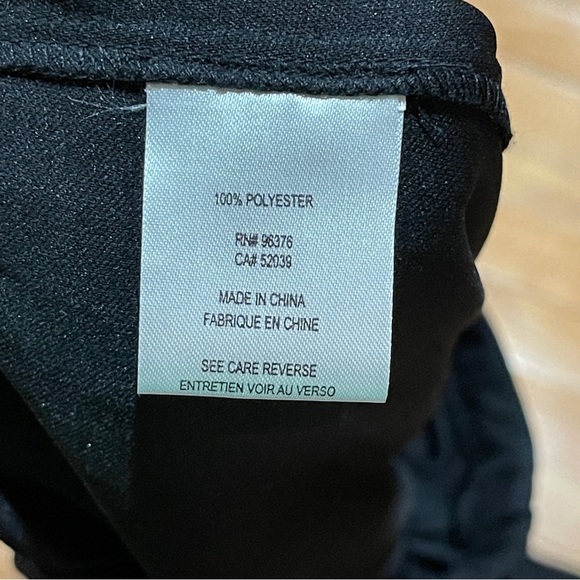 100% POLYESTER
RN# 96376
CA# 52039
MADE IN CHINA
FABRIQUE EN CHINE
SEE CARE REVERSE
ENTRETIEN VOIR AU VERSO